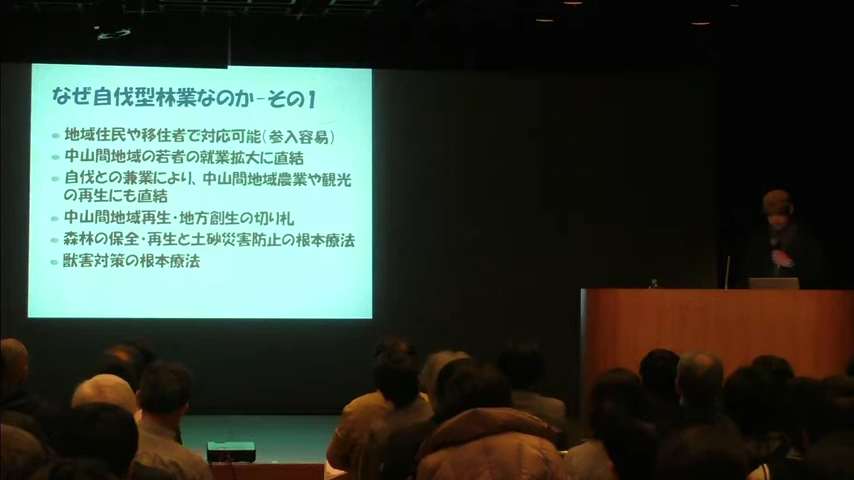 なぜ自伐型林業なのか-その1
地域住民や移住者で対応可能(参入容易)
中山間地域の若者の就業拡大に直結
自伐との兼業により、中山間地域農業や観光
の再生にも直結
中山間地域再生・地方創生の切り札
森林の保全・再生と土砂災害防止の根本療法
獣害対策の根本療法